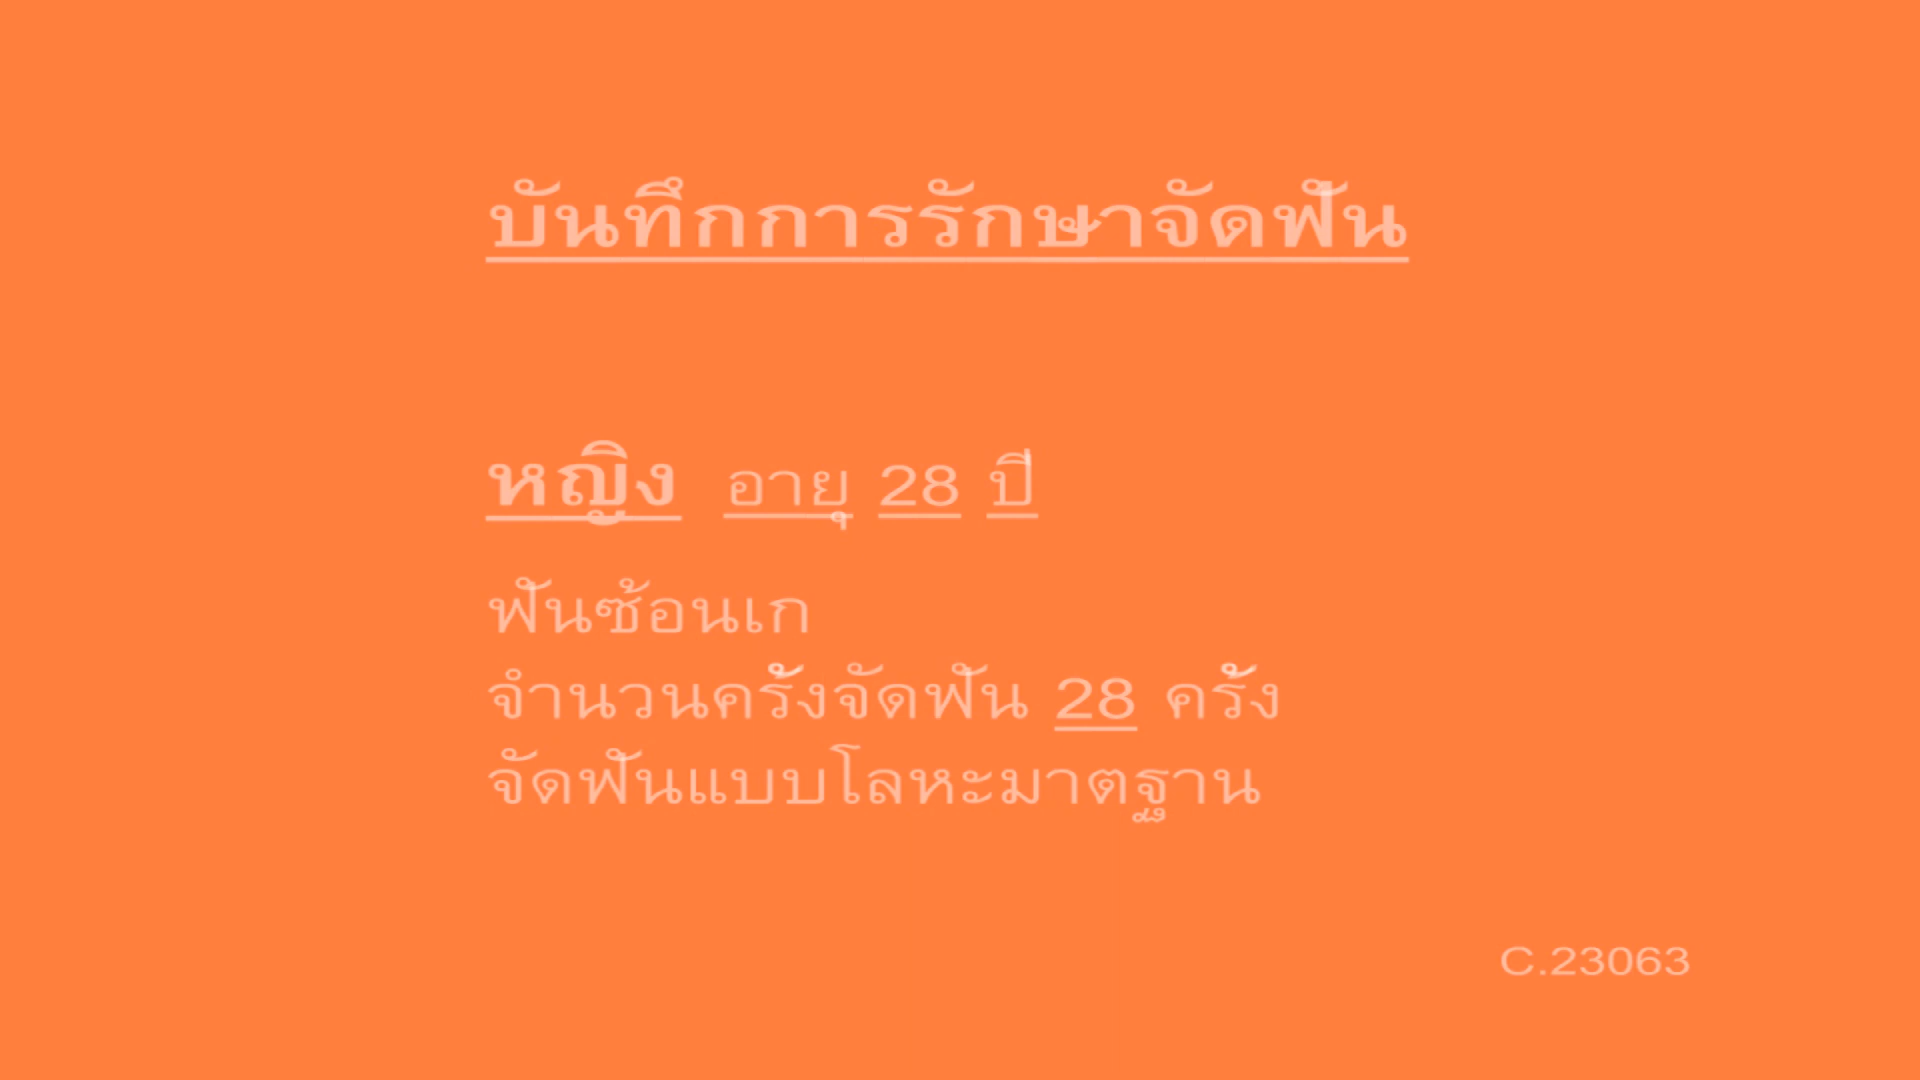 บันทึกการรักษาจัดฟัน
หญิง อายุ 28 ปี
ฟันซ้อนเก
จำนวนครั้งจัดฟัน 28 ครั้ง
จัดฟันแบบโลหะมาตฐาน
C.23063